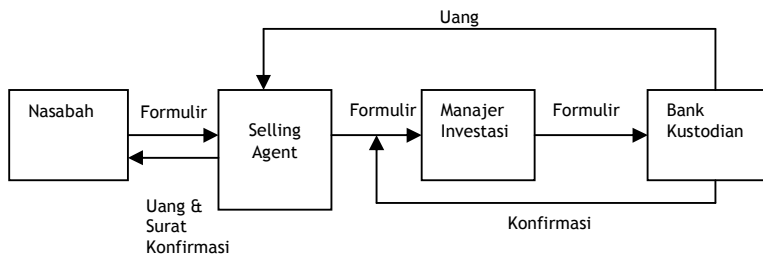 Uang
Nasabah
Formulir
Selling
Agent
Formulir
Manajer
Investasi
Formulir
Bank
Kustodian
Uang &
Surat
Konfirmasi
Konfirmasi